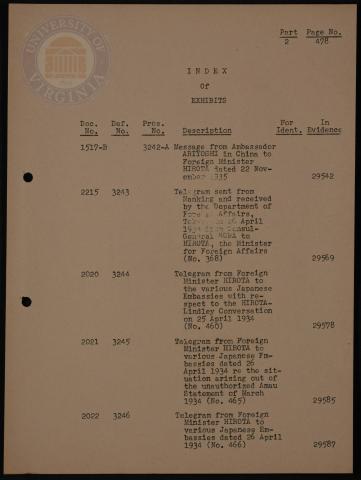 UNIVERSITY OF VIRGINIA
Part Page No.
2 478
I N D E X
Of
EXHIBITS
Doc. Def. Pros. For In
No. No. No. Description Ident. Evidence
1517-B 3242-A Message from Ambassador
ARIYOSHI in China to
Foreign Minister
HIROTA dated 22 Nov-
ember 1935 29542
2215 3243 Telegram sent from
Nanking and received
by the Department of
Foreign Affairs,
26 April
1934 from Consul-
General to
HIROTA, the Minister
for Foreign Affairs
(No. 368) 29569
2020 3244 Telegram from Foreign
Minister HIROTA to
the various Japanese
Embassies with re-
spect to the HIROTA-
Lindley Conversation
on 25 April 1934
(No. 460) 29578
2021 3245 Telegram from Foreign
Minister HIROTA to
various Japanese Em-
bassies dated 26
April 1934 re the sit-
uation arising out of
the unauthorized Amau
Statement of March
1934 (No. 465) 29585
2022 3246 Telegram from Foreign
Minister HIROTA to
various Japanese Em-
bassies dated 26 April
1934 (No. 466) 29587